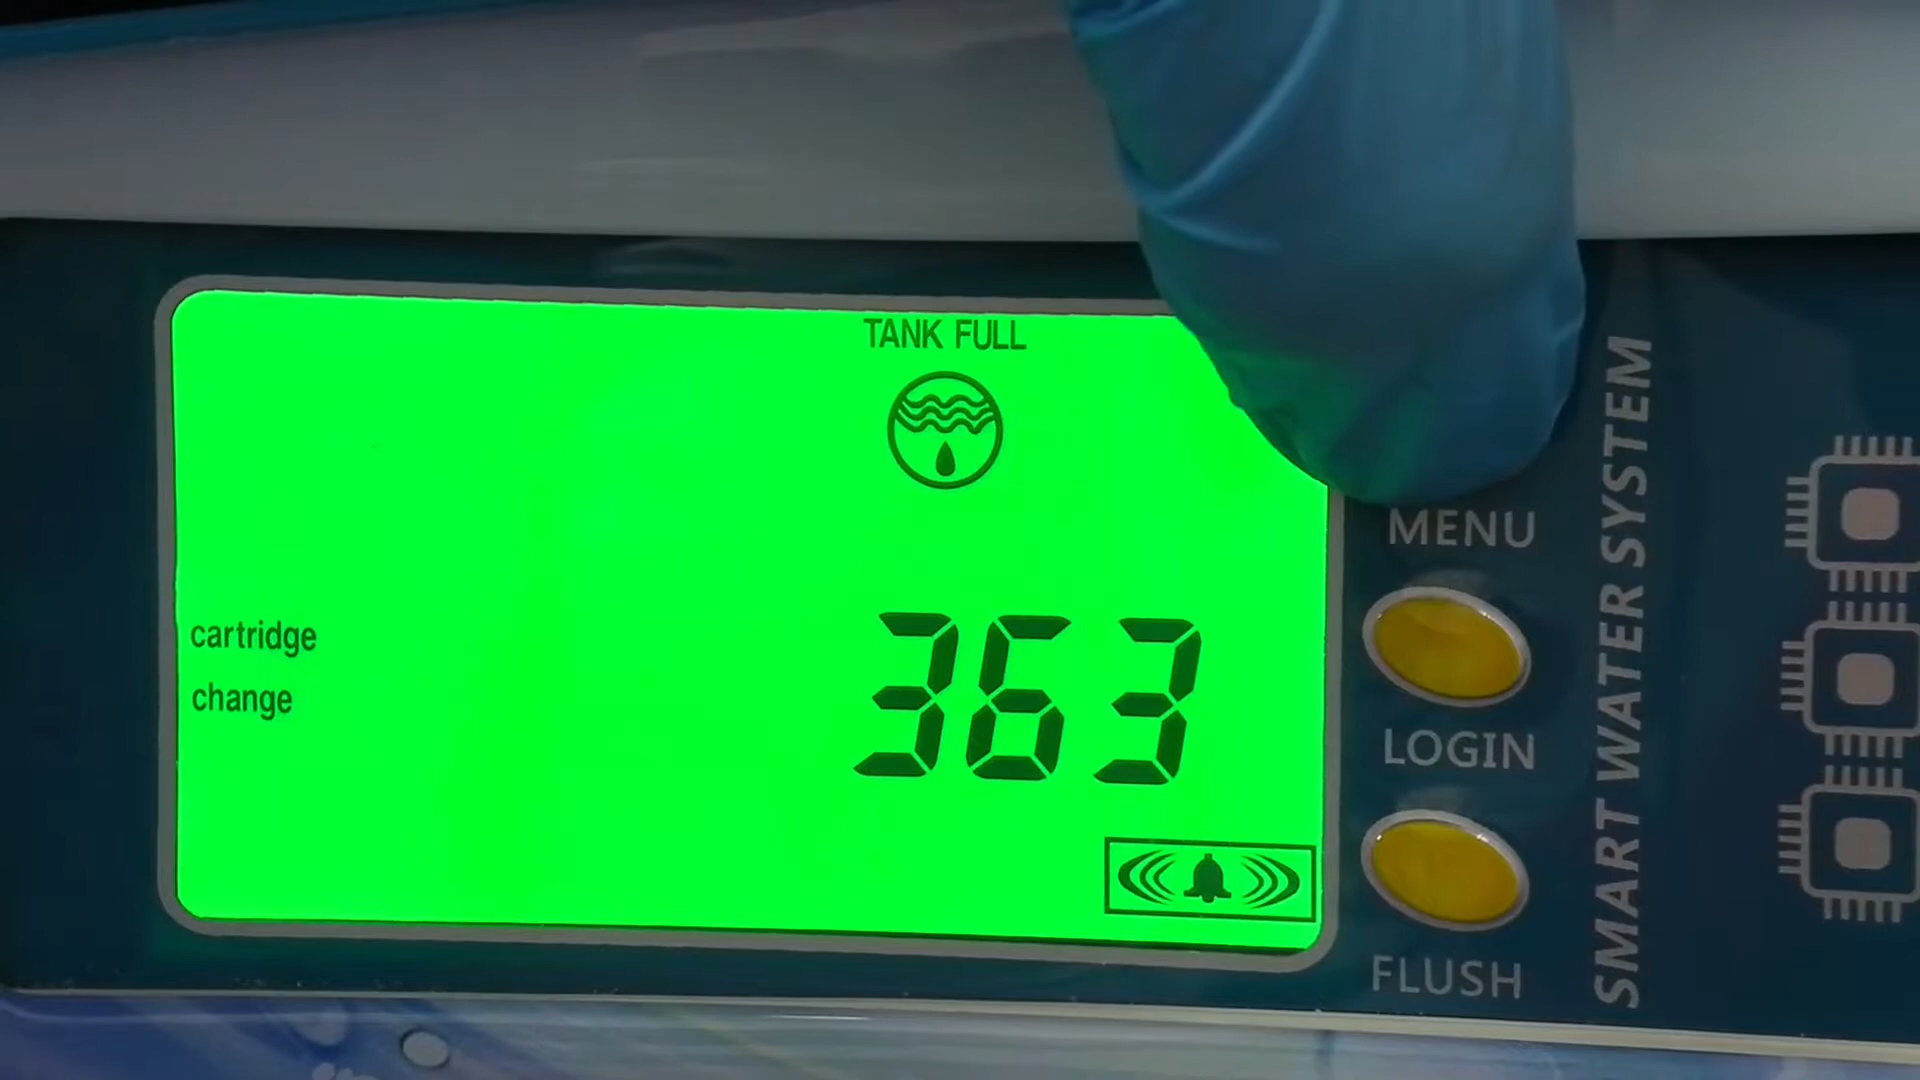 TANK FULL
cartridge
change
363
MENU
LOGIN
FLUSH
SMART WATER SYSTEM